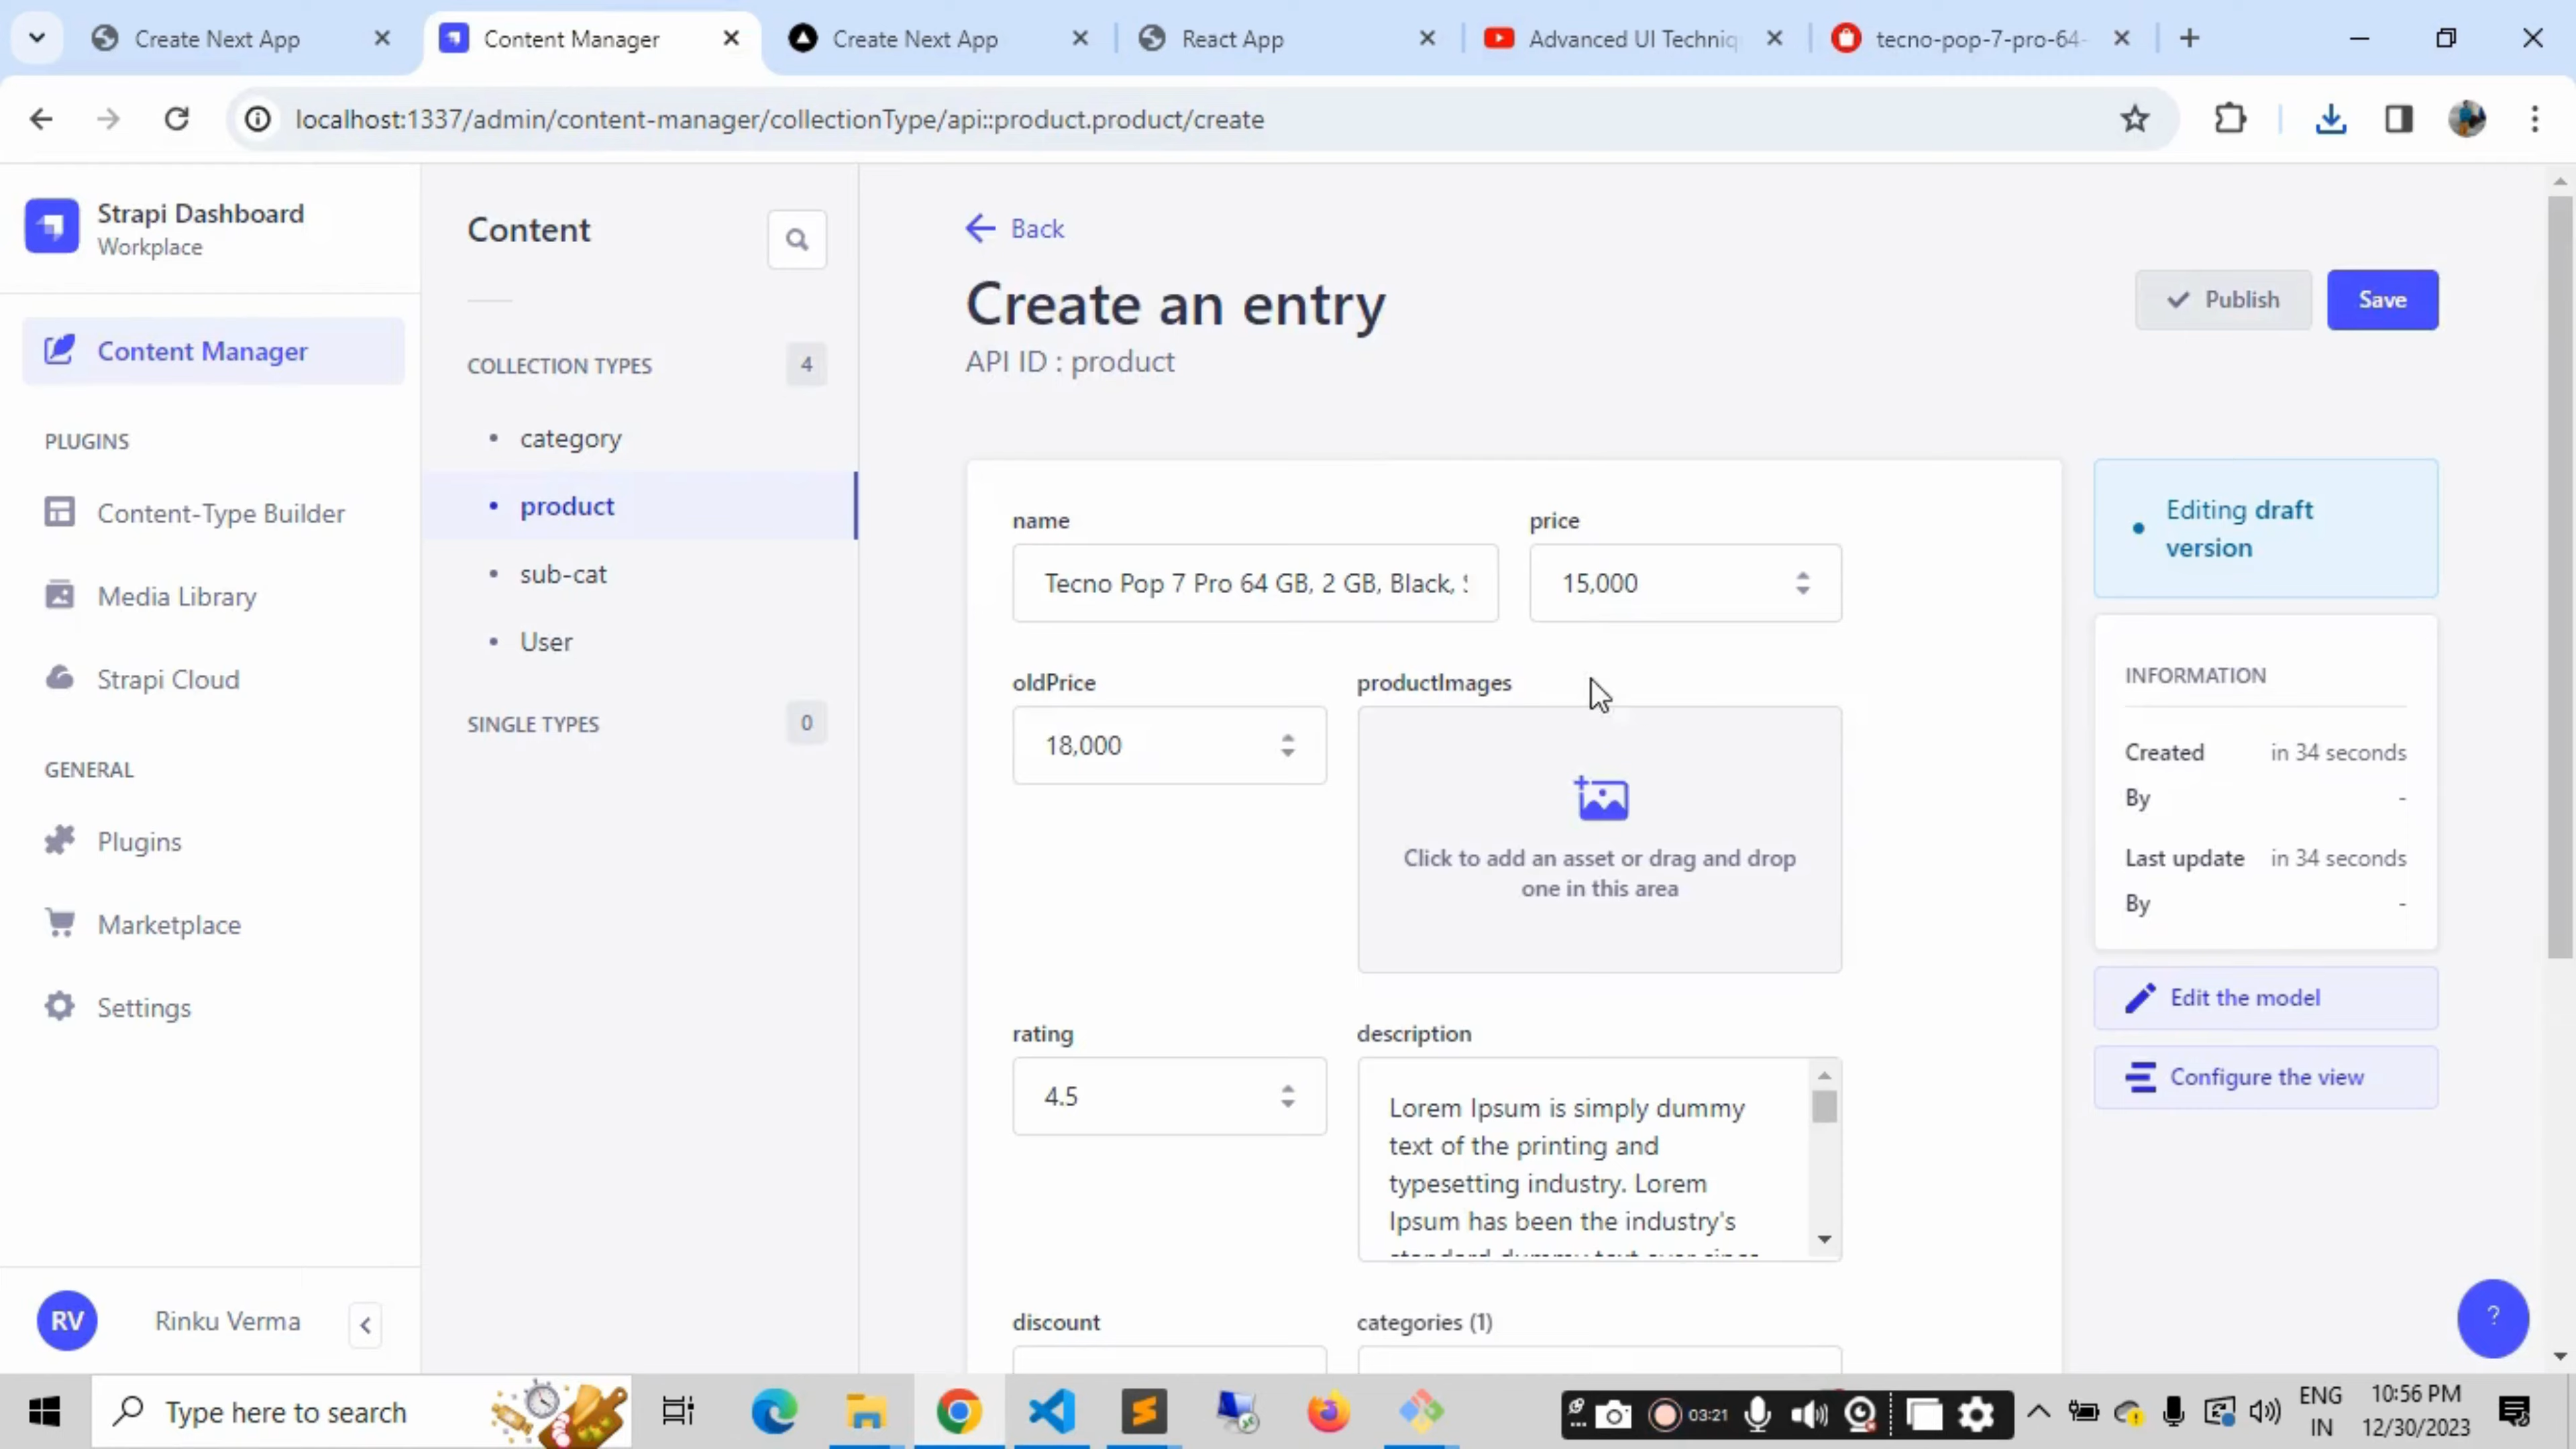 Create Next App
Content Manager
Create Next App
React App
Advanced UI Techniq
tecno-pop-7-pro-64-
localhost:1337/admin/content-manager/collectionType/api::product.product/create
Strapi Dashboard
Workplace
Content Manager
PLUGINS
Content-Type Builder
Media Library
Strapi Cloud
GENERAL
Plugins
Marketplace
Settings
RV
Rinku Verma
Content
COLLECTION TYPES
4
category
product
sub-cat
User
SINGLE TYPES
0
Back
Create an entry
API ID : product
Publish
Save
name
Tecno Pop 7 Pro 64 GB, 2 GB, Black,
price
15,000
oldPrice
18,000
productImages
Click to add an asset or drag and drop
one in this area
rating
4.5
description
Lorem Ipsum is simply dummy
text of the printing and
typesetting industry. Lorem
Ipsum has been the industry's
standard dummy text ever since
discount
categories (1)
Editing draft
version
INFORMATION
Created
in 34 seconds
By
-
Last update
in 34 seconds
By
-
Edit the model
Configure the view
?
Type here to search
03:21
ENG
IN
10:56 PM
12/30/2023